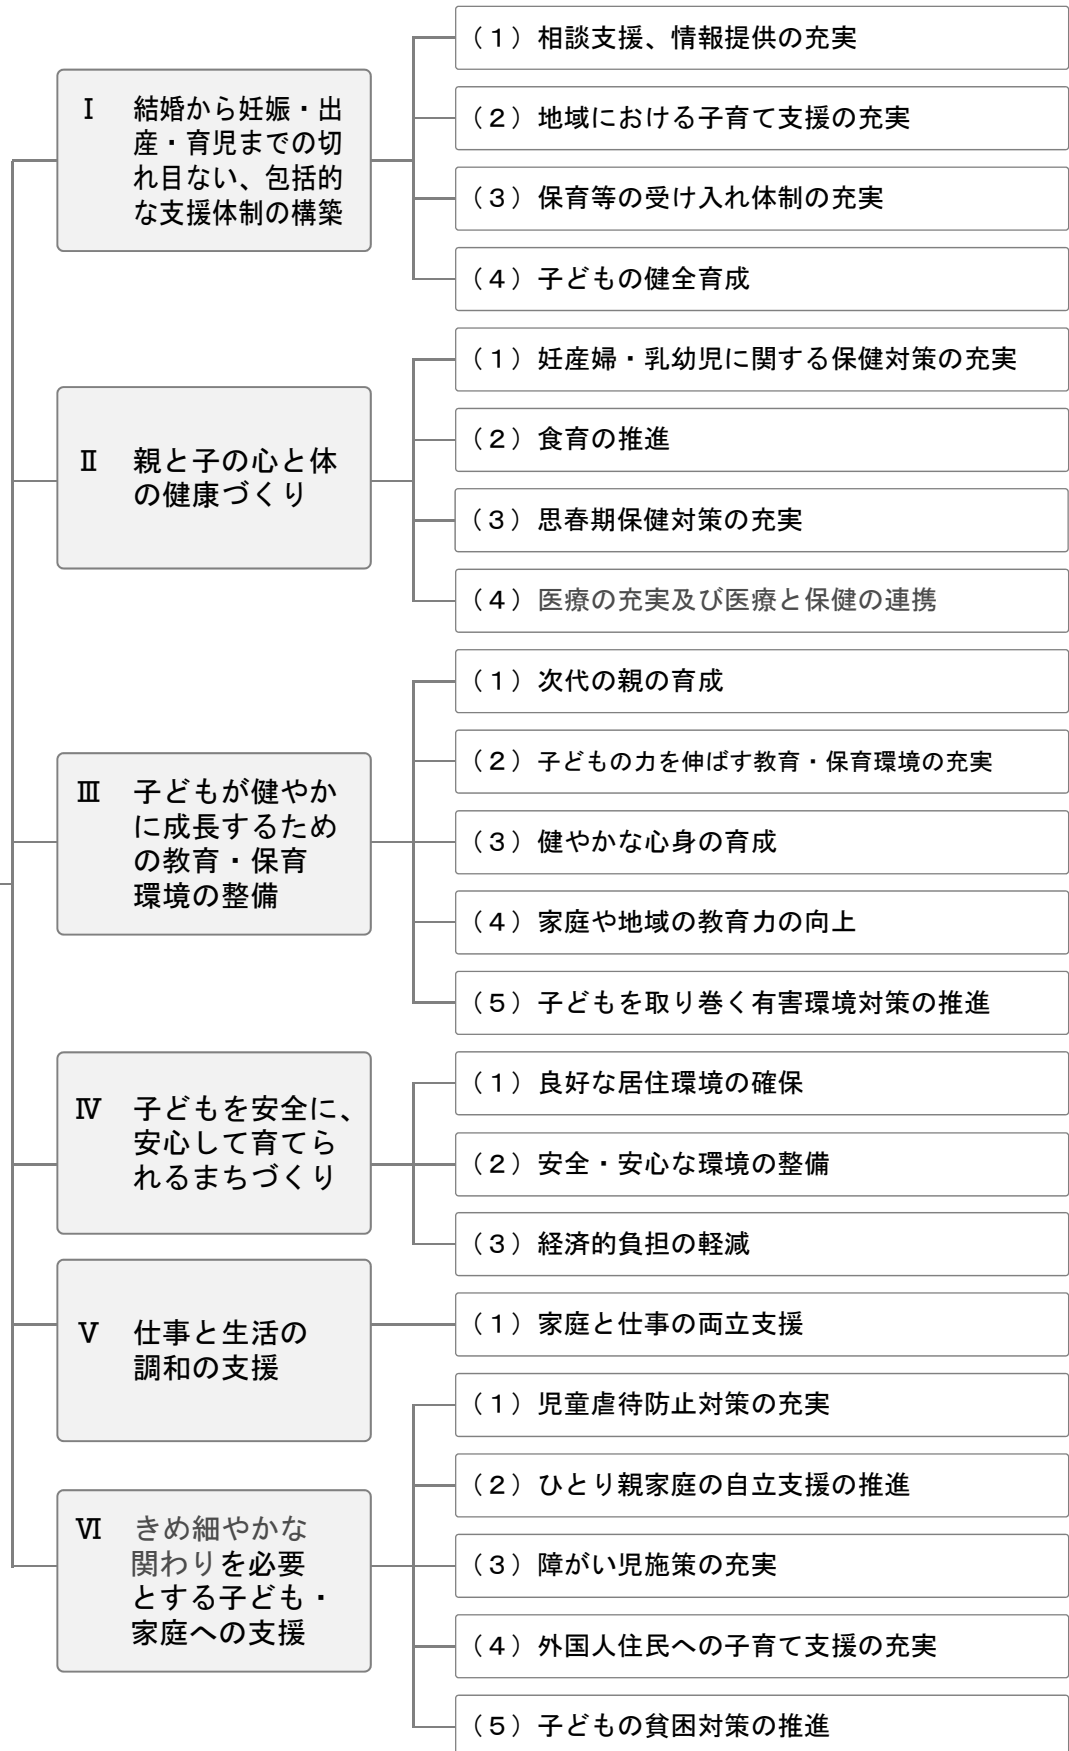 Ⅰ 結婚から妊娠・出
産・育児までの切
れ目ない、包括的
な支援体制の構築
（１）相談支援、情報提供の充実
（２）地域における子育て支援の充実
（３）保育等の受け入れ体制の充実
（４）子どもの健全育成
Ⅱ 親と子の心と体
の健康づくり
（１）妊産婦・乳幼児に関する保健対策の充実
（２）食育の推進
（３）思春期保健対策の充実
（４）医療の充実及び医療と保健の連携
Ⅲ 子どもが健やか
に成長するため
の教育・保育
環境の整備
（１）次代の親の育成
（２）子どもの力を伸ばす教育・保育環境の充実
（３）健やかな心身の育成
（４）家庭や地域の教育力の向上
（５）子どもを取り巻く有害環境対策の推進
Ⅳ 子どもを安全に、
安心して育てら
れるまちづくり
（１）良好な居住環境の確保
（２）安全・安心な環境の整備
（３）経済的負担の軽減
Ⅴ 仕事と生活の
調和の支援
（１）家庭と仕事の両立支援
Ⅵ きめ細やかな
関わりを必要
とする子ども・
家庭への支援
（１）児童虐待防止対策の充実
（２）ひとり親家庭の自立支援の推進
（３）障がい児施策の充実
（４）外国人住民への子育て支援の充実
（５）子どもの貧困対策の推進